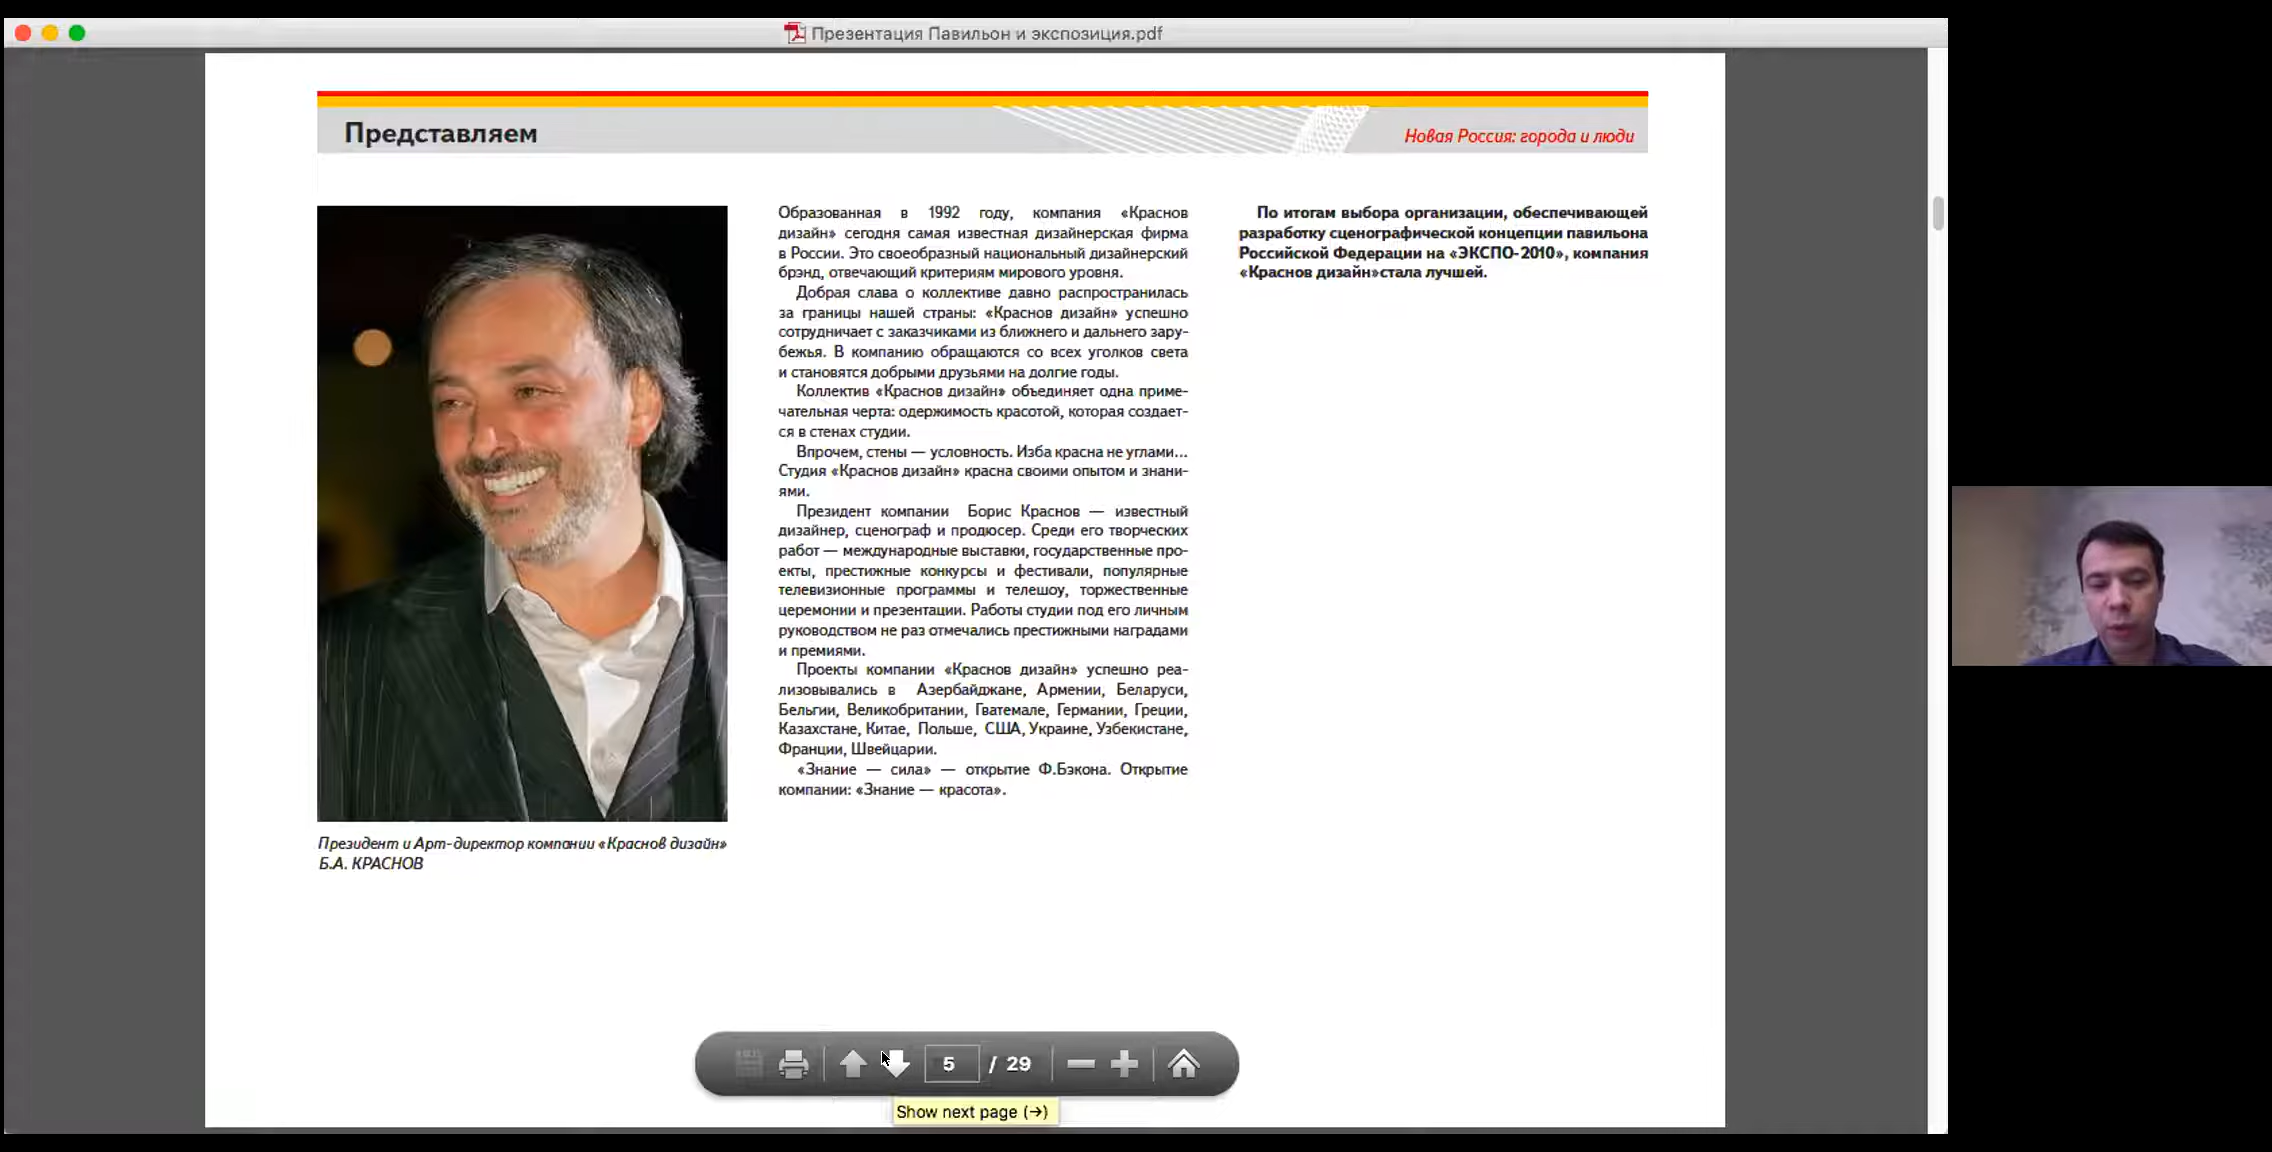 Презентация Павильон и экспозиция.pdf
Представляем
Новая Россия: города и люди
Образованная в 1992 году, компания «Краснов
дизайн» сегодня самая известная дизайнерская фирма
в России. Это своеобразный национальный дизайнерский
брэнд, отвечающий критериям мирового уровня.
Добрая слава о коллективе давно распространилась
за границы нашей страны: «Краснов дизайн» успешно
сотрудничает с заказчиками из ближнего и дальнего зару-
бежья. В компанию обращаются со всех уголков света
и становятся добрыми друзьями на долгие годы.
Коллектив «Краснов дизайн» объединяет одна приме-
чательная черта: одержимость красотой, которая создает-
ся в стенах студии.
Впрочем, стены — условность. Изба красна не углами...
Студия «Краснов дизайн» красна своими опытом и знани-
ями.
Президент компании Борис Краснов — известный
дизайнер, сценограф и продюсер. Среди его творческих
работ — международные выставки, государственные про-
екты, престижные конкурсы и фестивали, популярные
телевизионные программы и телешоу, торжественные
церемонии и презентации. Работы студии под его личным
руководством не раз отмечались престижными наградами
и премиями.
Проекты компании «Краснов дизайн» успешно реа-
лизовывались в Азербайджане, Армении, Беларуси,
Бельгии, Великобритании, Гватемале, Германии, Греции,
Казахстане, Китае, Польше, США, Украине, Узбекистане,
Франции, Швейцарии.
«Знание — сила» — открытие Ф.Бэкона. Открытие
компании: «Знание — красота».
По итогам выбора организации, обеспечивающей
разработку сценографической концепции павильона
Российской Федерации на «ЭКСПО-2010», компания
«Краснов дизайн»стала лучшей.
Президент и Арт-директор компании «Краснов дизайн»
Б.А. КРАСНОВ
5 / 29
Show next page (→)